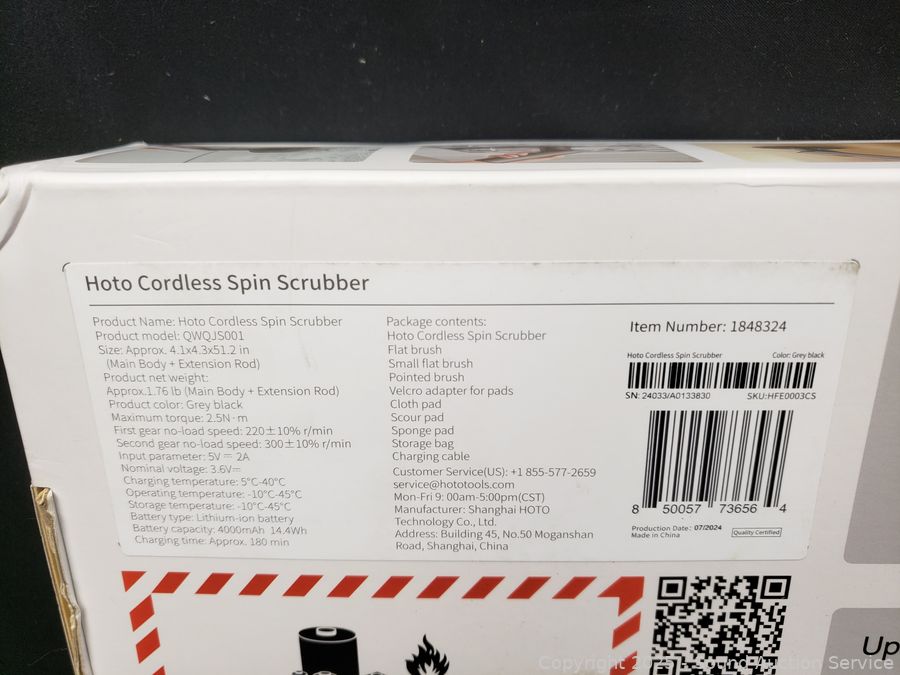 Hoto Cordless Spin Scrubber
Product Name: Hoto Cordless Spin Scrubber
Product model: QWQJS001
Size: Approx. 4.1x4.3x51.2 in
(Main Body + Extension Rod)
Product net weight:
Approx.1.76 lb (Main Body + Extension Rod)
Product color: Grey black
Maximum torque: 2.5N·m
First gear no-load speed: 220±10% r/min
Second gear no-load speed: 300±10% r/min
Input parameter: 5V⎓2A
Nominal voltage: 3.6V⎓
Charging temperature: 5°C-40°C
Operating temperature: -10°C-45°C
Storage temperature: -10°C-45°C
Battery type: Lithium-ion battery
Battery capacity: 4000mAh 14.4Wh
Charging time: Approx. 180 min
Package contents:
Hoto Cordless Spin Scrubber
Flat brush
Small flat brush
Pointed brush
Velcro adapter for pads
Cloth pad
Scour pad
Sponge pad
Storage bag
Charging cable
Customer Service(US): +1 855-577-2659
service@hototools.com
Mon-Fri 9: 00am-5:00pm(CST)
Manufacturer: Shanghai HOTO
Technology Co., Ltd.
Address: Building 45, No.50 Moganshan
Road, Shanghai, China
Item Number: 1848324
Hoto Cordless Spin Scrubber Color: Grey black
SN: 24033/A0133830 SKU:HFE0003CS
8 50057 73656 4
Production Date: 07/2024
Made in China
Quality Certified
Up
Copyright 2025 - Sound Auction Service